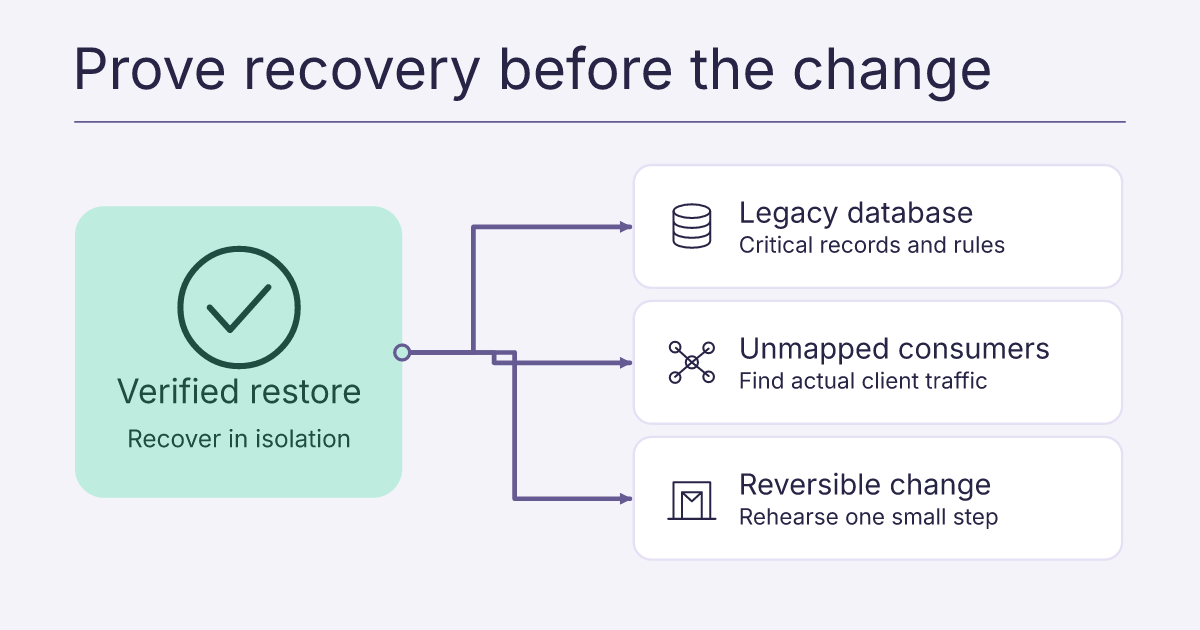 Prove recovery before the change
Verified restore
Recover in isolation
Legacy database
Critical records and rules
Unmapped consumers
Find actual client traffic
Reversible change
Rehearse one small step